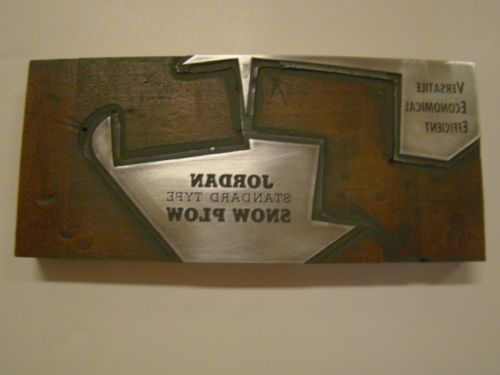 VERSATILE
ECONOMICAL
EFFICIENT
JORDAN
STANDARD TYPE
SNOW PLOW